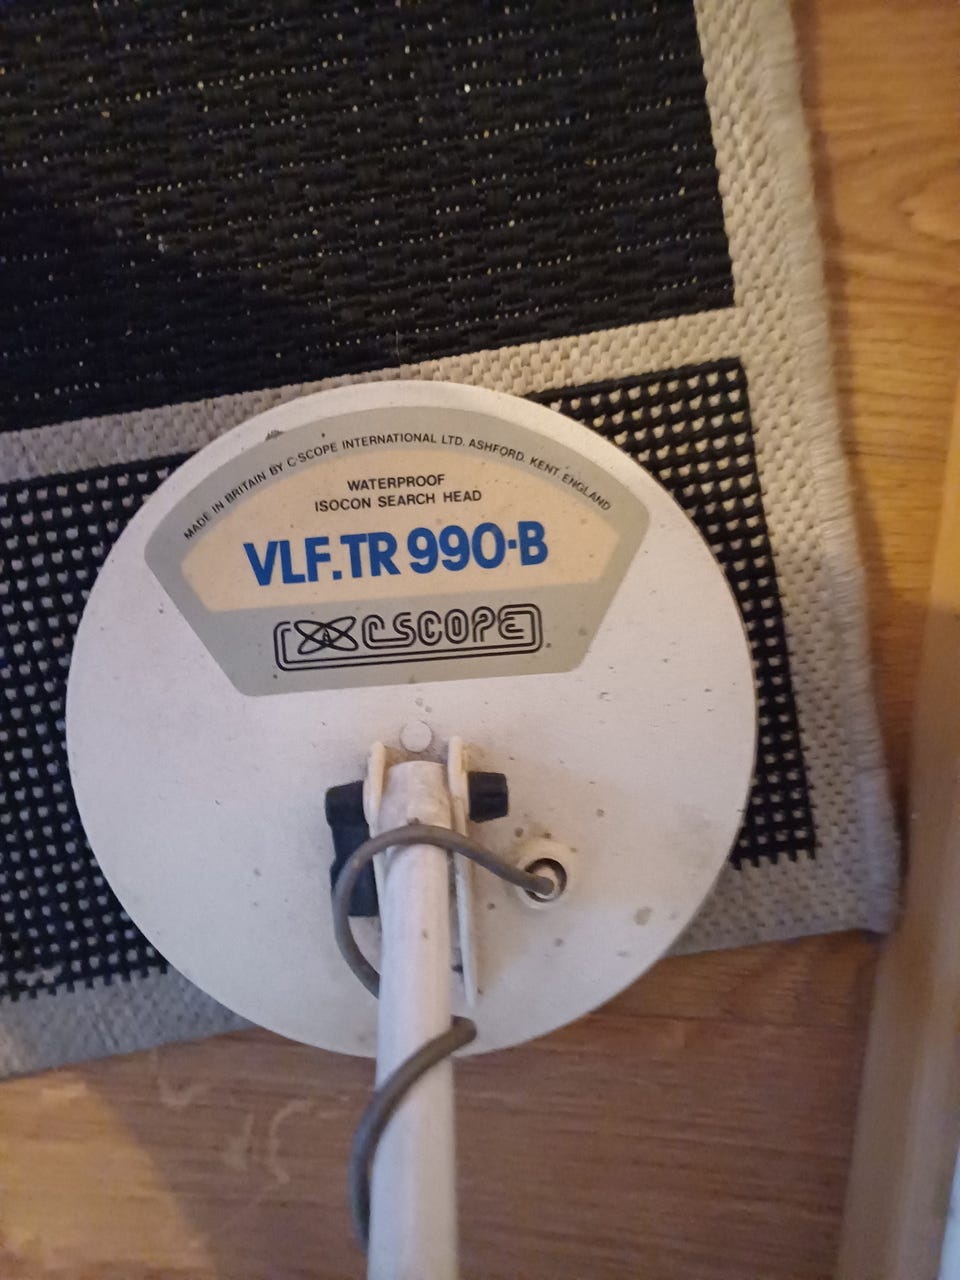 MADE IN BRITAIN BY C·SCOPE INTERNATIONAL LTD. ASHFORD. KENT. ENGLAND
WATERPROOF
ISOCON SEARCH HEAD
VLF.TR 990·B
CSCOPE